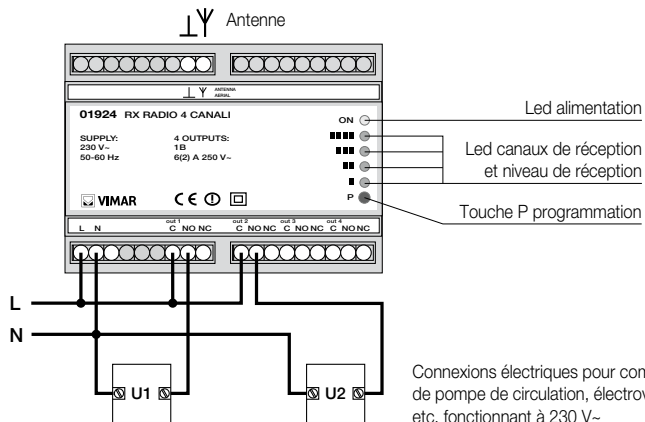 Antenne
ANTENNA
AERIAL
01924 RX RADIO 4 CANALI
ON
SUPPLY:
230 V~
50-60 Hz
4 OUTPUTS:
1B
6(2) A 250 V~
P
VIMAR
CE
Led alimentation
Led canaux de réception
et niveau de réception
Touche P programmation
out 1 out 2 out 3 out 4
L N C NO NC C NO NC C NO NC C NO NC
L
N
U1
U2
Connexions électriques pour com
de pompe de circulation, électrov
etc. fonctionnant à 230 V~